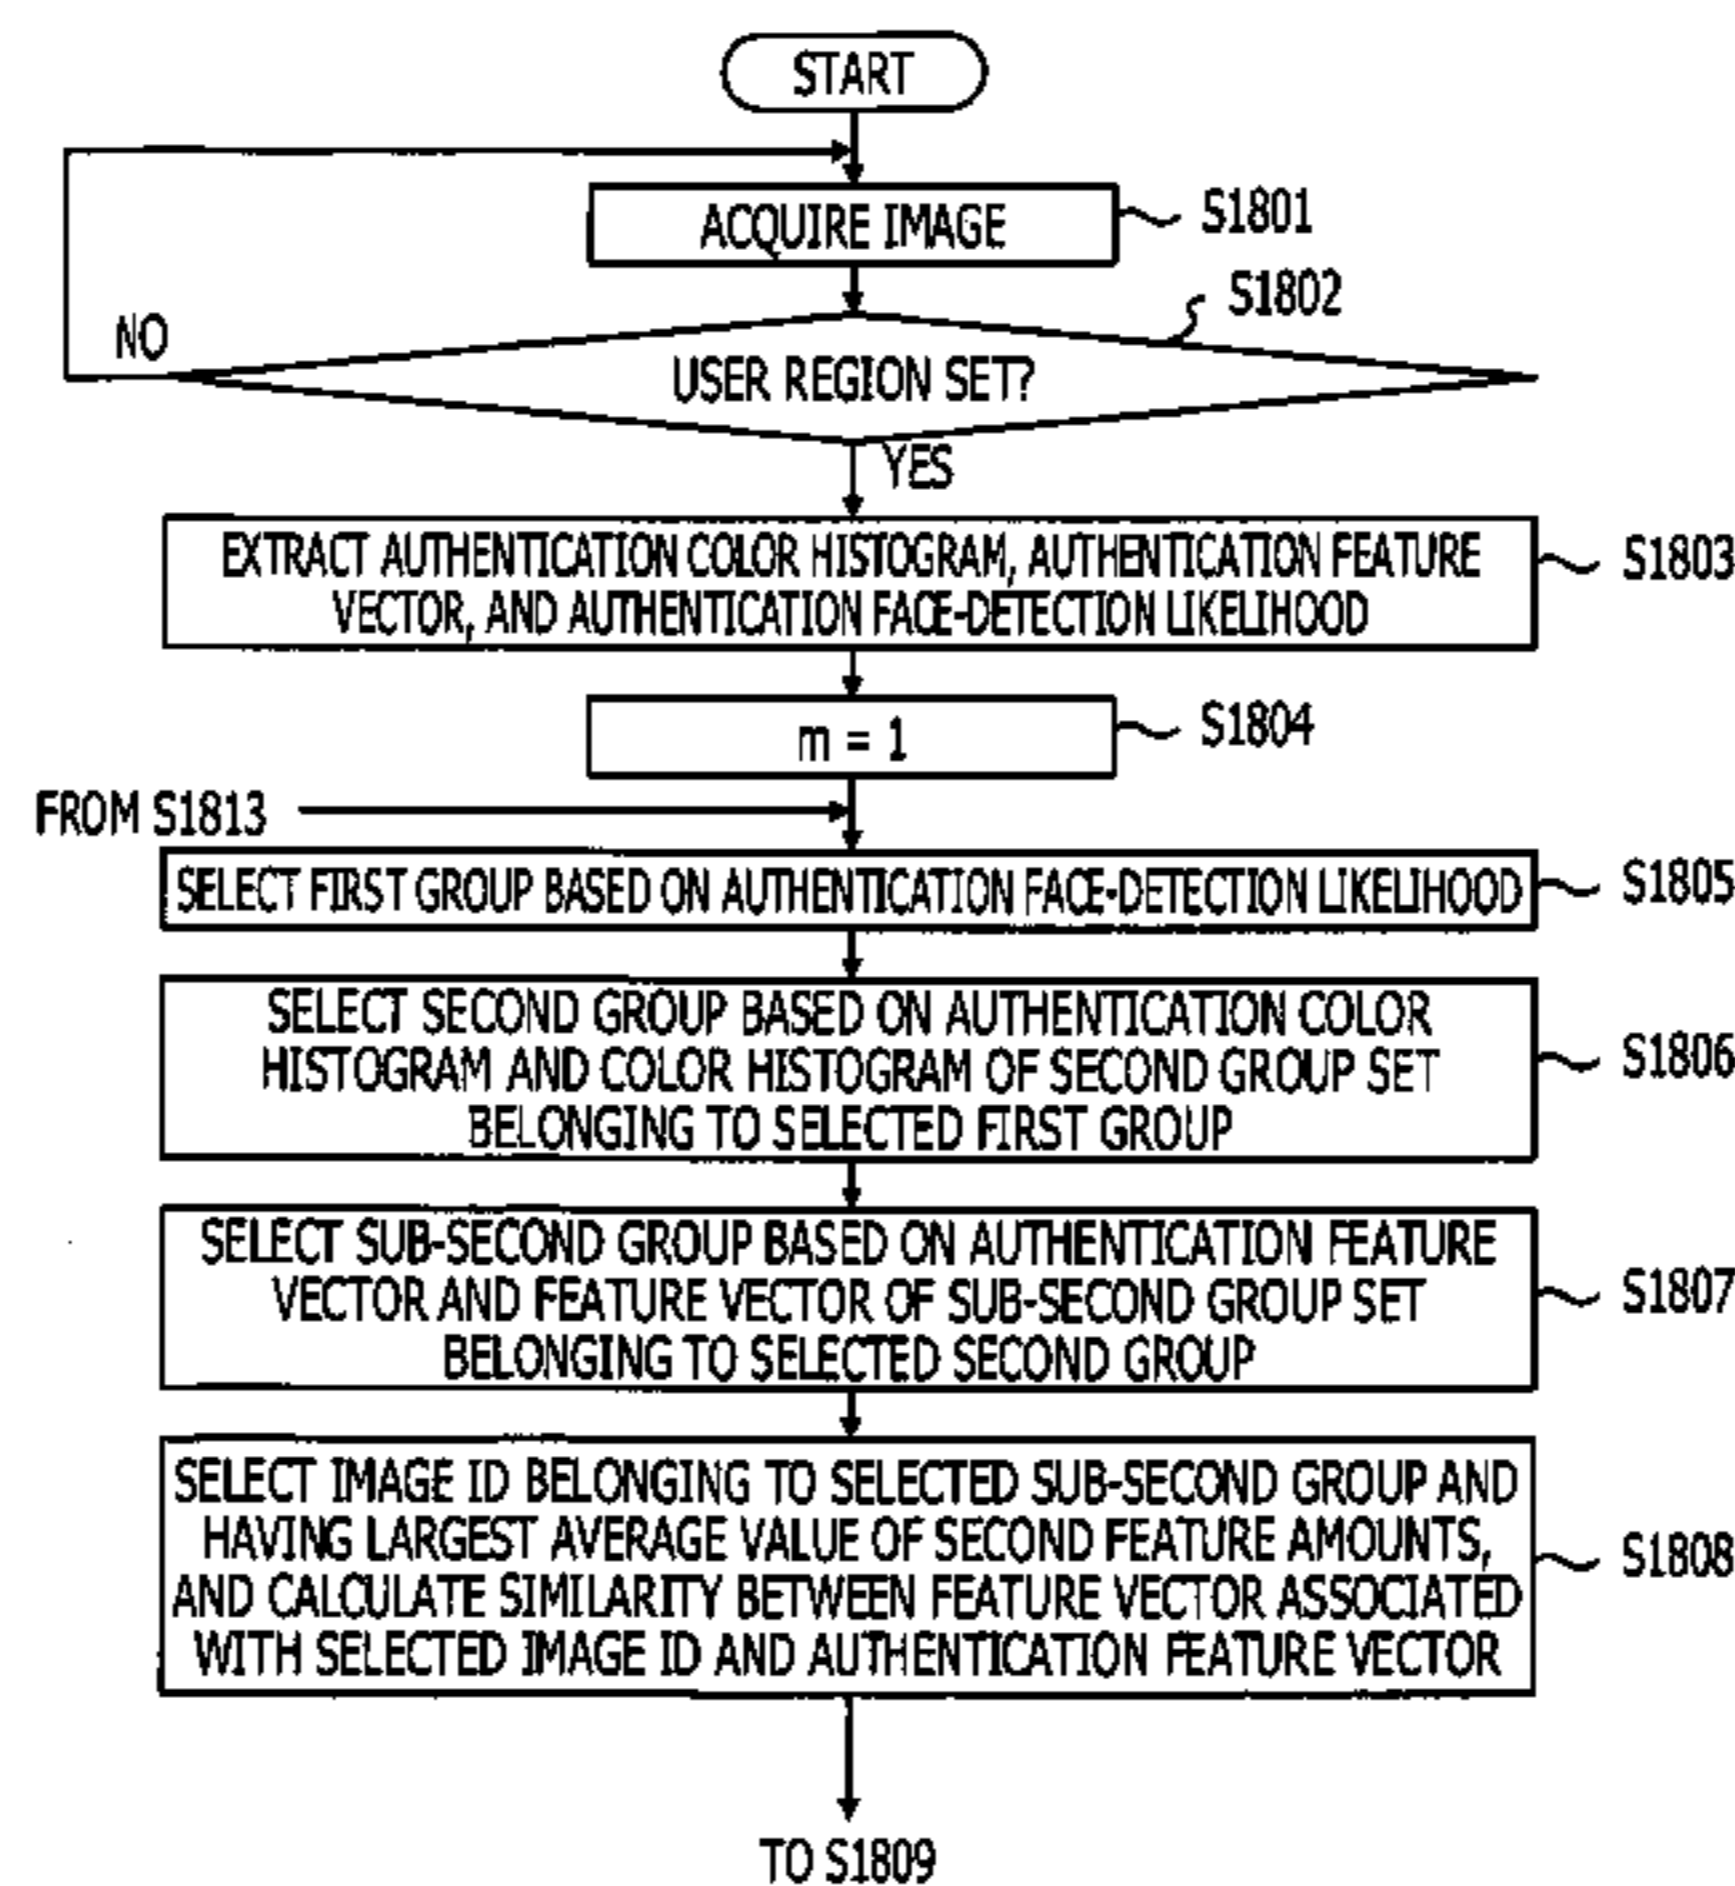 START
ACQUIRE IMAGE
S1801
S1802
NO
USER REGION SET?
YES
EXTRACT AUTHENTICATION COLOR HISTOGRAM, AUTHENTICATION FEATURE
VECTOR, AND AUTHENTICATION FACE-DETECTION LIKELIHOOD
S1803
m = 1
S1804
FROM S1813
SELECT FIRST GROUP BASED ON AUTHENTICATION FACE-DETECTION LIKELIHOOD
S1805
SELECT SECOND GROUP BASED ON AUTHENTICATION COLOR
HISTOGRAM AND COLOR HISTOGRAM OF SECOND GROUP SET
BELONGING TO SELECTED FIRST GROUP
S1806
SELECT SUB-SECOND GROUP BASED ON AUTHENTICATION FEATURE
VECTOR AND FEATURE VECTOR OF SUB-SECOND GROUP SET
BELONGING TO SELECTED SECOND GROUP
S1807
SELECT IMAGE ID BELONGING TO SELECTED SUB-SECOND GROUP AND
HAVING LARGEST AVERAGE VALUE OF SECOND FEATURE AMOUNTS,
AND CALCULATE SIMILARITY BETWEEN FEATURE VECTOR ASSOCIATED
WITH SELECTED IMAGE ID AND AUTHENTICATION FEATURE VECTOR
S1808
TO S1809